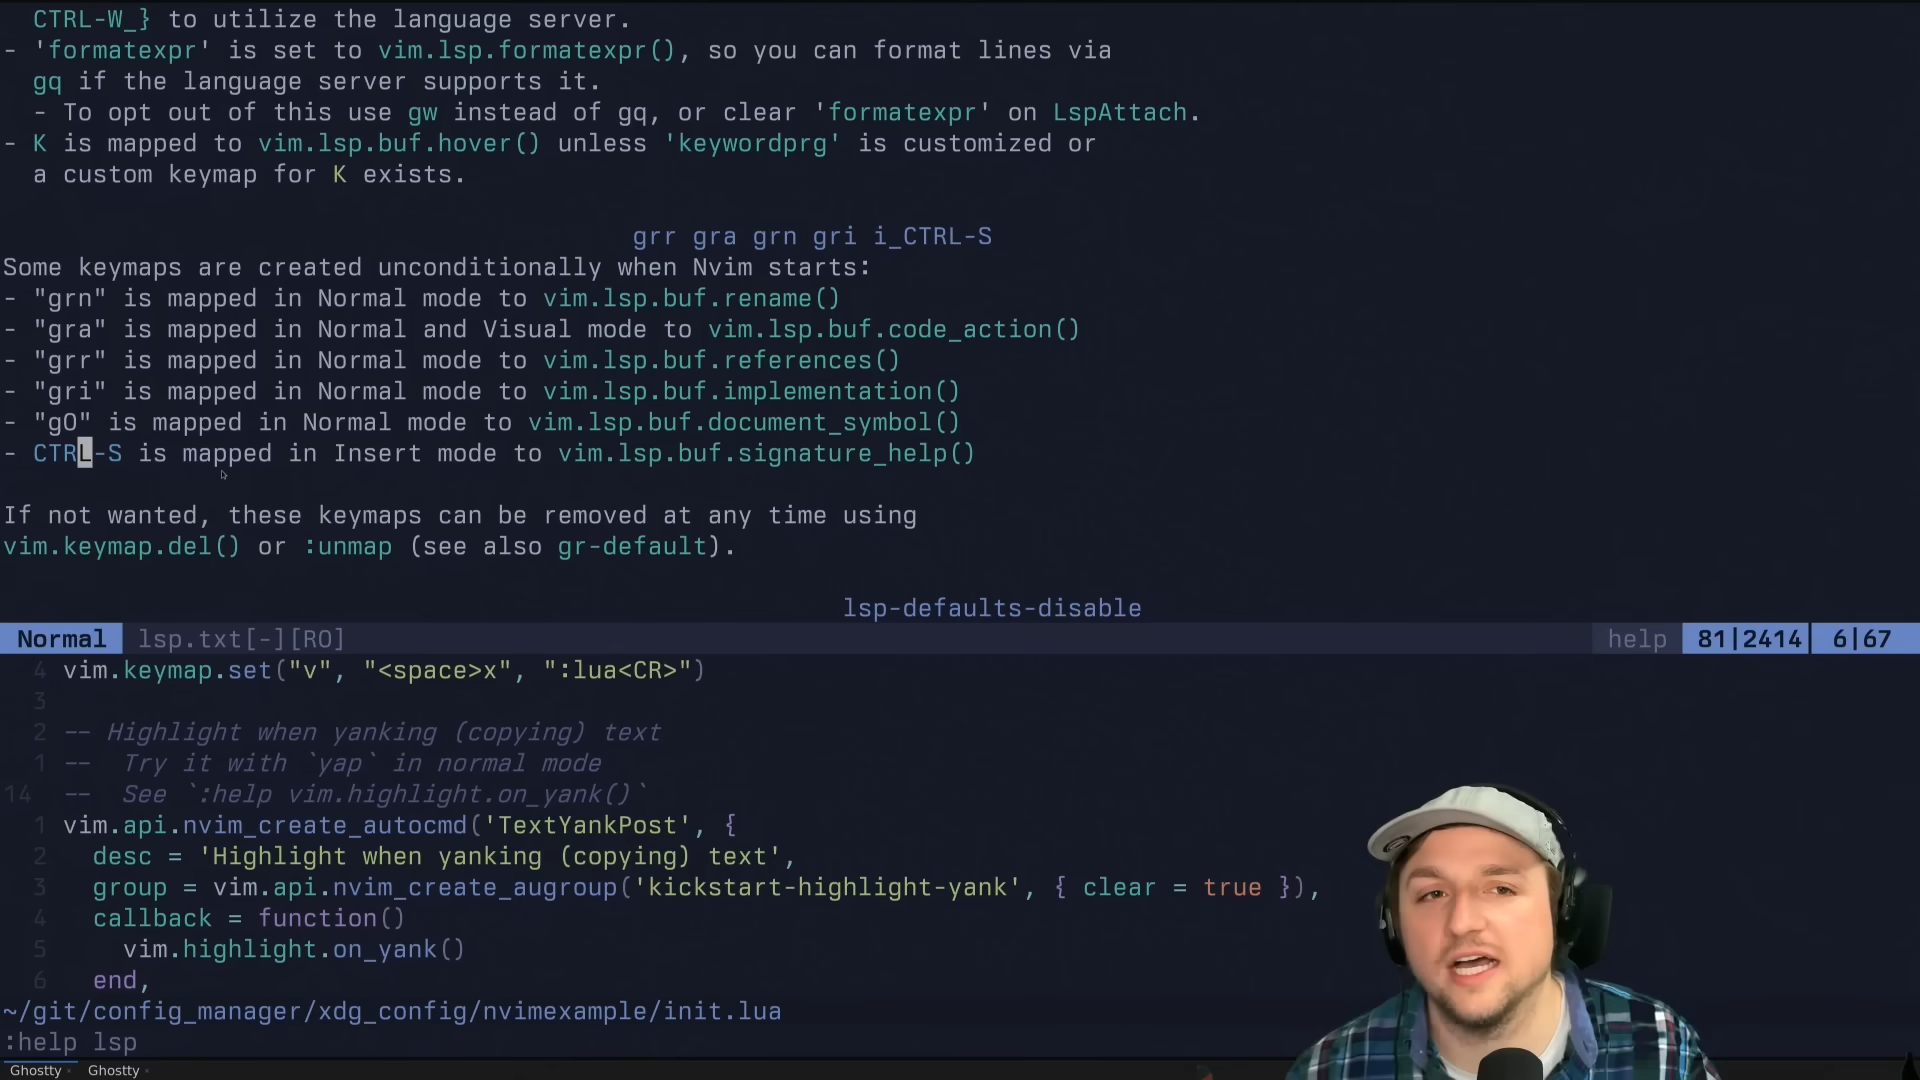 CTRL-W_} to utilize the language server.
- 'formatexpr' is set to vim.lsp.formatexpr(), so you can format lines via
gq if the language server supports it.
- To opt out of this use gw instead of gq, or clear 'formatexpr' on LspAttach.
- K is mapped to vim.lsp.buf.hover() unless 'keywordprg' is customized or
a custom keymap for K exists.
grr gra grn gri i_CTRL-S
Some keymaps are created unconditionally when Nvim starts:
- "grn" is mapped in Normal mode to vim.lsp.buf.rename()
- "gra" is mapped in Normal and Visual mode to vim.lsp.buf.code_action()
- "grr" is mapped in Normal mode to vim.lsp.buf.references()
- "gri" is mapped in Normal mode to vim.lsp.buf.implementation()
- "gO" is mapped in Normal mode to vim.lsp.buf.document_symbol()
- CTRL-S is mapped in Insert mode to vim.lsp.buf.signature_help()
If not wanted, these keymaps can be removed at any time using
vim.keymap.del() or :unmap (see also gr-default).
lsp-defaults-disable
Normal lsp.txt[-][RO] help 81|2414 6|67
4 vim.keymap.set("v", "<space>x", ":lua<CR>")
3
2 -- Highlight when yanking (copying) text
1 --  Try it with `yap` in normal mode
14 --  See `:help vim.highlight.on_yank()`
1 vim.api.nvim_create_autocmd('TextYankPost', {
2 desc = 'Highlight when yanking (copying) text',
3 group = vim.api.nvim_create_augroup('kickstart-highlight-yank', { clear = true }),
4 callback = function()
5 vim.highlight.on_yank()
6 end,
~/git/config_manager/xdg_config/nvimexample/init.lua
:help lsp
Ghostty Ghostty